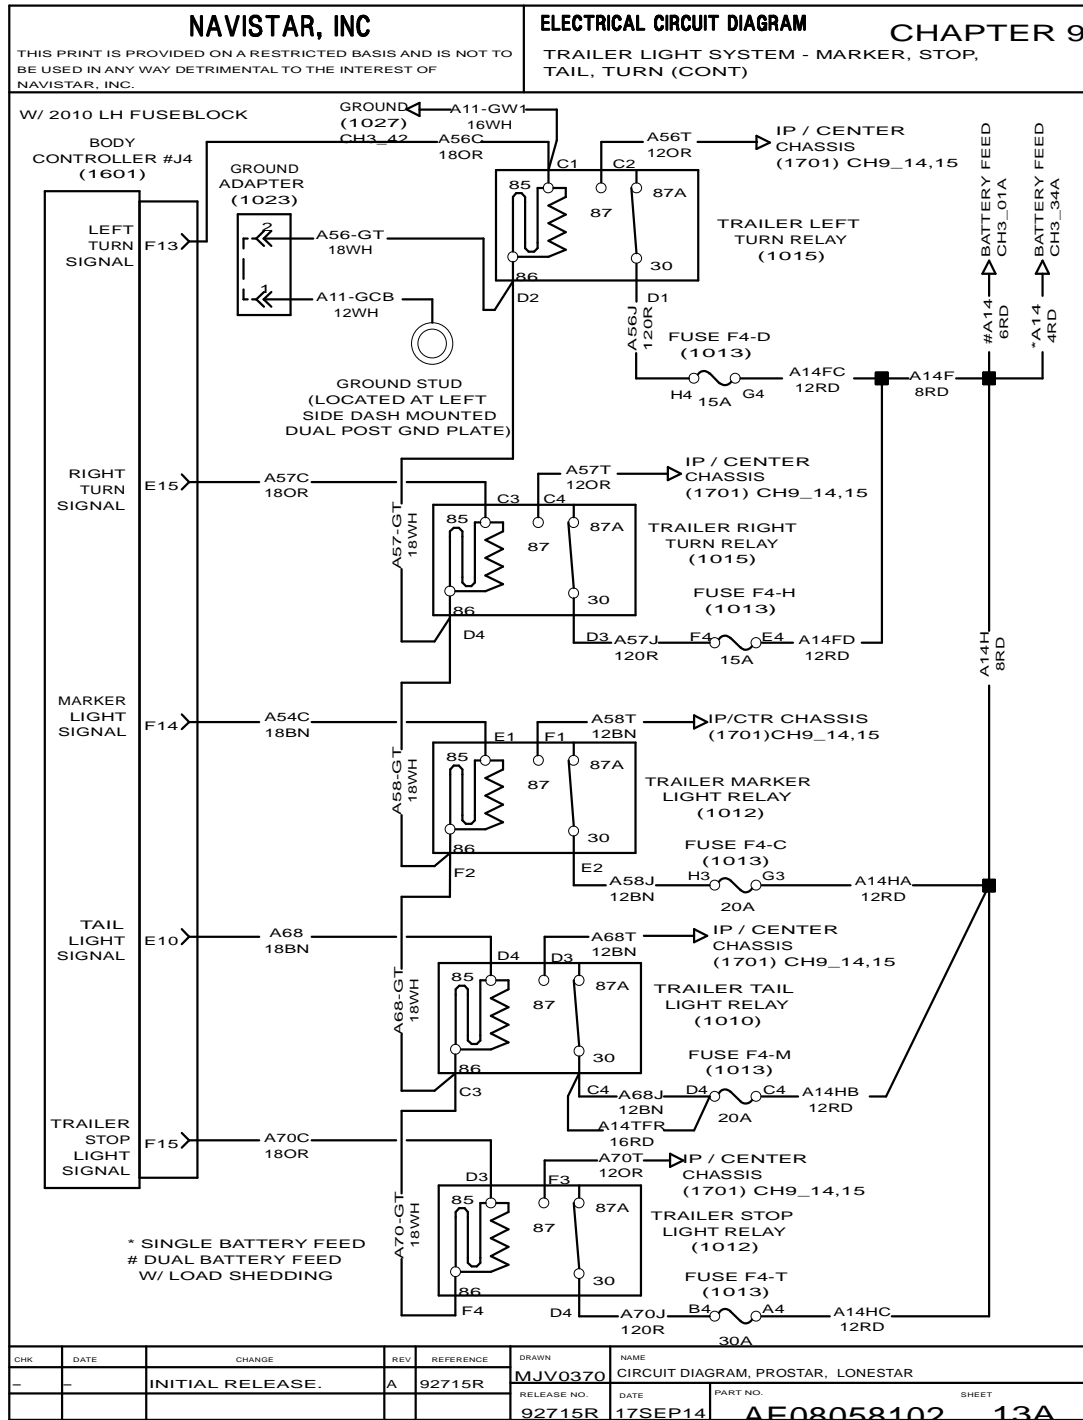 NAVISTAR, INC
THIS PRINT IS PROVIDED ON A RESTRICTED BASIS AND IS NOT TO
BE USED IN ANY WAY DETRIMENTAL TO THE INTEREST OF
NAVISTAR, INC.
ELECTRICAL CIRCUIT DIAGRAM
CHAPTER 9
TRAILER LIGHT SYSTEM - MARKER, STOP,
TAIL, TURN (CONT)
W/ 2010 LH FUSEBLOCK
BODY
CONTROLLER #J4
(1601)
GROUND
(1027)
CH3_42
A11-GW1
16WH
A56C
18OR
GROUND
ADAPTER
(1023)
2
1
A56-GT
18WH
A11-GCB
12WH
GROUND STUD
(LOCATED AT LEFT
SIDE DASH MOUNTED
DUAL POST GND PLATE)
LEFT
TURN
SIGNAL
F13
C1
C2
85
87
87A
86
30
D2
D1
A56T
12OR
IP / CENTER
CHASSIS
(1701) CH9_14,15
TRAILER LEFT
TURN RELAY
(1015)
A56J
12OR
FUSE F4-D
(1013)
H4
15A
G4
A14FC
12RD
A14F
8RD
BATTERY FEED
CH3_01A
#A14
6RD
BATTERY FEED
CH3_34A
*A14
4RD
RIGHT
TURN
SIGNAL
E15
A57C
18OR
A57-GT
18WH
C3
C4
85
87
87A
86
30
D4
A57T
12OR
IP / CENTER
CHASSIS
(1701) CH9_14,15
TRAILER RIGHT
TURN RELAY
(1015)
FUSE F4-H
(1013)
D3
A57J
12OR
F4
15A
E4
A14FD
12RD
A14H
8RD
MARKER
LIGHT
SIGNAL
F14
A54C
18BN
A58-GT
18WH
E1
F1
85
87
87A
86
30
F2
E2
A58T
12BN
IP/CTR CHASSIS
(1701)CH9_14,15
TRAILER MARKER
LIGHT RELAY
(1012)
FUSE F4-C
(1013)
A58J
12BN
H3
20A
G3
A14HA
12RD
TAIL
LIGHT
SIGNAL
E10
A68
18BN
A68-GT
18WH
D4
D3
85
87
87A
86
30
C3
C4
A68T
12BN
IP / CENTER
CHASSIS
(1701) CH9_14,15
TRAILER TAIL
LIGHT RELAY
(1010)
FUSE F4-M
(1013)
A68J
12BN
D4
20A
C4
A14HB
12RD
A14TFR
16RD
TRAILER
STOP
LIGHT
SIGNAL
F15
A70C
18OR
A70-GT
18WH
D3
F3
85
87
87A
86
30
F4
D4
A70T
12OR
IP / CENTER
CHASSIS
(1701) CH9_14,15
TRAILER STOP
LIGHT RELAY
(1012)
FUSE F4-T
(1013)
A70J
12OR
B4
30A
A4
A14HC
12RD
* SINGLE BATTERY FEED
# DUAL BATTERY FEED
W/ LOAD SHEDDING
CHK DATE CHANGE REV REFERENCE
– – INITIAL RELEASE. A 92715R
DRAWN
MJV0370
NAME
CIRCUIT DIAGRAM, PROSTAR, LONESTAR
RELEASE NO.
92715R
DATE
17SEP14
PART NO.
AE08058102
SHEET
13A